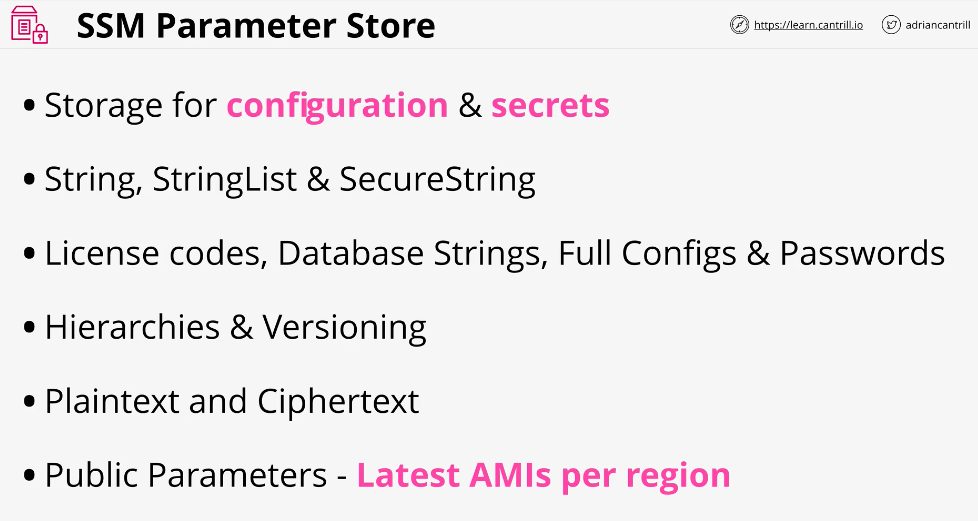 SSM Parameter Store
https://learn.cantrill.io
adriancantrill
• Storage for configuration & secrets
• String, StringList & SecureString
• License codes, Database Strings, Full Configs & Passwords
• Hierarchies & Versioning
• Plaintext and Ciphertext
• Public Parameters - Latest AMIs per region